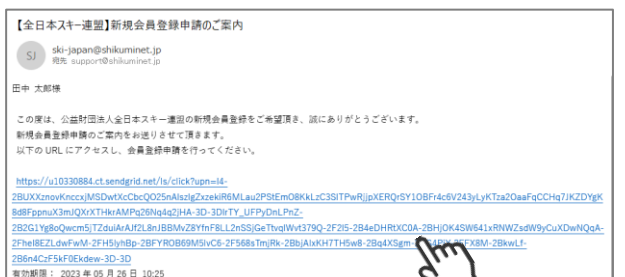 【全日本スキー連盟】新規会員登録申請のご案内
SJ
ski-japan@shikuminet.jp
宛先 support@shikuminet.jp
田中 太郎様
この度は、公益財団法人全日本スキー連盟の新規会員登録をご希望頂き、誠にありがとうございます。
新規会員登録申請のご案内をお送りさせて頂きます。
以下の URL にアクセスし、会員登録申請を行ってください。
https://u10330884.ct.sendgrid.net/ls/click?upn=l4-
2BUXXznovKnccxjMSDwtXcCbcQO25nAlszlgZxzekiR6MLau2PStEmO8KkLzC3SITPwRjjpXERQrSY1OBFr4c6V243yLyKTza2OaaFqCCHq7JKZDYgK
8d8FppnuX3mJQXrXTHkrAMPq26Nq4q2jHA-3D-3DlrTY_UFPyDnLPnZ-
2B2G1Yg8oQwcm5jTZduiArAJf2L8nJBBMvZ8YfnF8LL2nSSjGeTtvqIWvt379Q-2F2I5-2B4eDHRtXC0A-2BHjOK4SW641xRNWZsdW9yCuXDwNQqA-
2FheI8EZLdwFwM-2FH5lyhBp-2BFYROB69M5IvC6-2F568sTmjRk-2BbjAlxKH7TH5w8-2Bq4XSgm-
2B6n4CzF5kF0Ekdew-3D-3D
有効期限： 2023 年 05 月 26 日 10:25